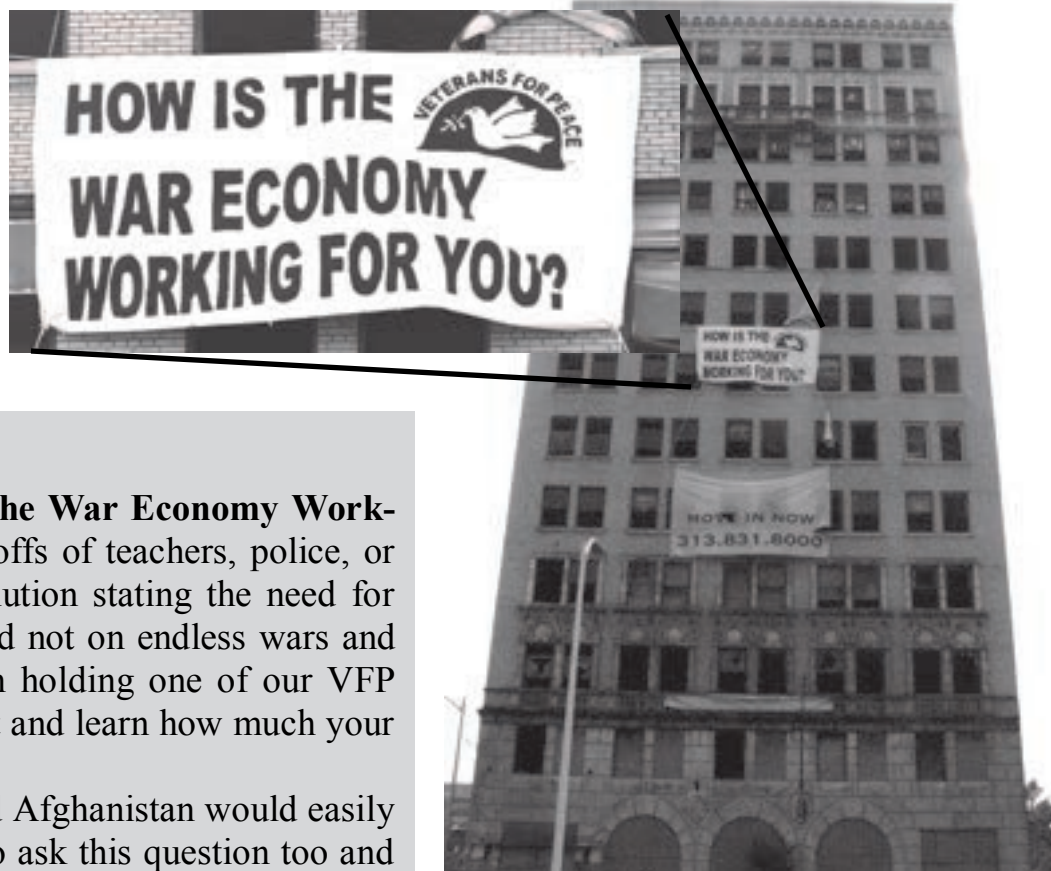 HOW IS THE
VETERANS FOR PEACE
WAR ECONOMY
WORKING FOR YOU?
HOW IS THE
WAR ECONOMY
WORKING FOR YOU?
MOVE IN NOW
313.831.8000
he War Economy Work-
offs of teachers, police, or
lution stating the need for
d not on endless wars and
n holding one of our VFP
t and learn how much your
d Afghanistan would easily
o ask this question too and